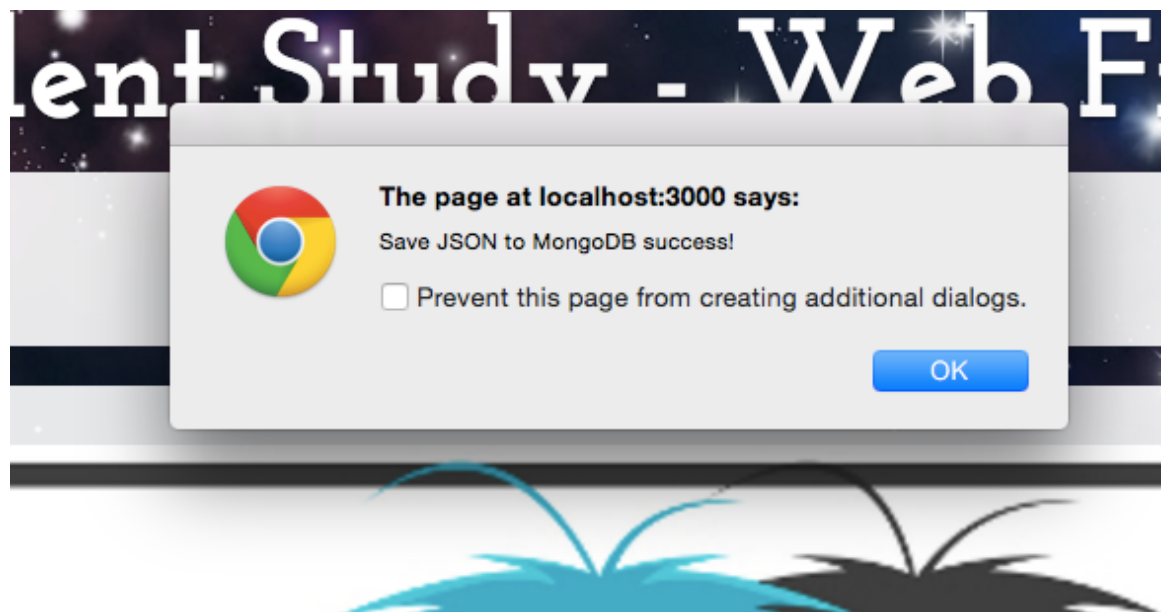 ent Study - Web F
The page at localhost:3000 says:
Save JSON to MongoDB success!
Prevent this page from creating additional dialogs.
OK